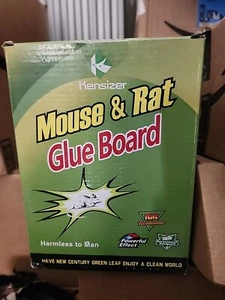 Kensizer
Mouse & Rat
Glue Board
Harmless to Man
Powerful
Effect
HAVE NEW CENTURY GREEN LEAF ENJOY A CLEAN WORLD